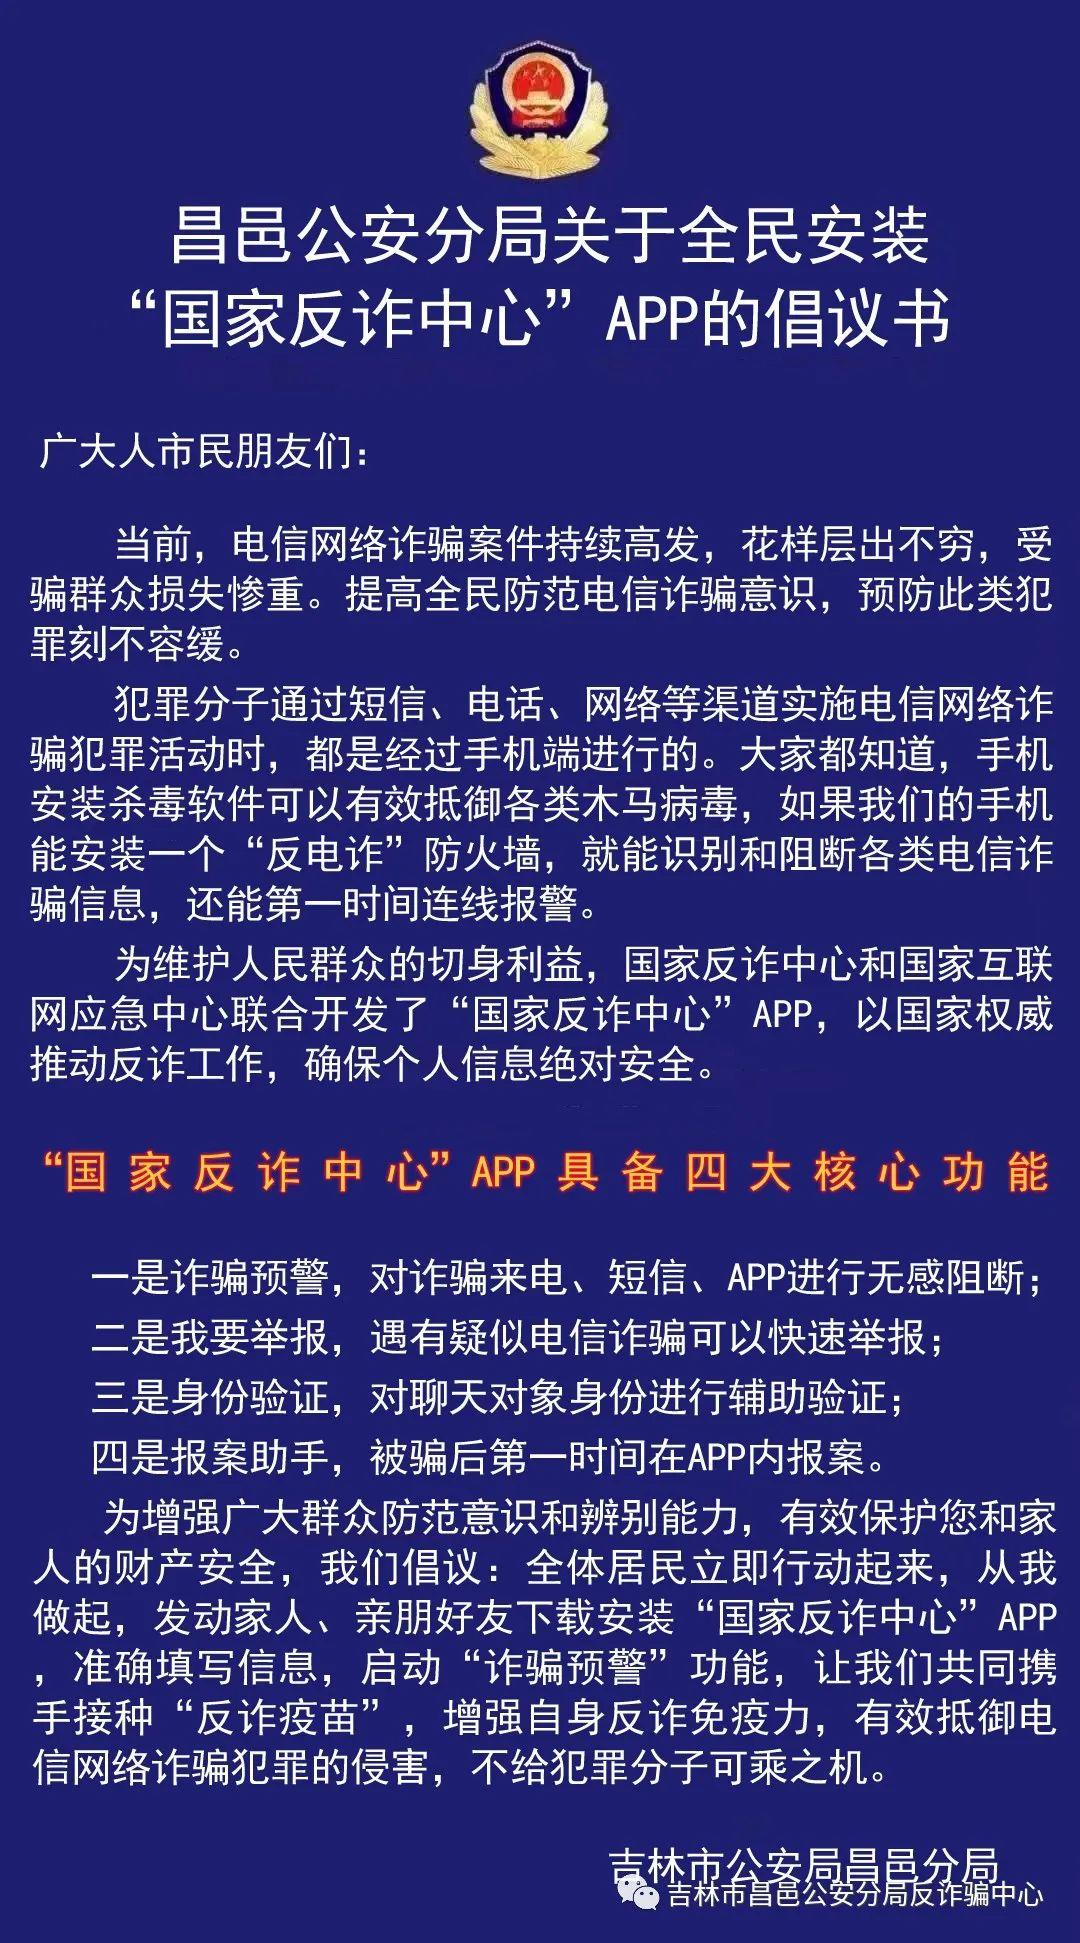 昌邑公安分局关于全民安装
“国家反诈中心”APP的倡议书
广大人市民朋友们：
当前，电信网络诈骗案件持续高发，花样层出不穷，受
骗群众损失惨重。提高全民防范电信诈骗意识，预防此类犯
罪刻不容缓。
犯罪分子通过短信、电话、网络等渠道实施电信网络诈
骗犯罪活动时，都是经过手机端进行的。大家都知道，手机
安装杀毒软件可以有效抵御各类木马病毒，如果我们的手机
能安装一个“反电诈”防火墙，就能识别和阻断各类电信诈
骗信息，还能第一时间连线报警。
为维护人民群众的切身利益，国家反诈中心和国家互联
网应急中心联合开发了“国家反诈中心”APP，以国家权威
推动反诈工作，确保个人信息绝对安全。
“国家反诈中心”APP具备四大核心功能
一是诈骗预警，对诈骗来电、短信、APP进行无感阻断；
二是我要举报，遇有疑似电信诈骗可以快速举报；
三是身份验证，对聊天对象身份进行辅助验证；
四是报案助手，被骗后第一时间在APP内报案。
为增强广大群众防范意识和辨别能力，有效保护您和家
人的财产安全，我们倡议：全体居民立即行动起来，从我
做起，发动家人、亲朋好友下载安装“国家反诈中心”APP
，准确填写信息，启动“诈骗预警”功能，让我们共同携
手接种“反诈疫苗”，增强自身反诈免疫力，有效抵御电
信网络诈骗犯罪的侵害，不给犯罪分子可乘之机。
吉林市公安局昌邑分局
吉林市昌邑公安分局反诈骗中心